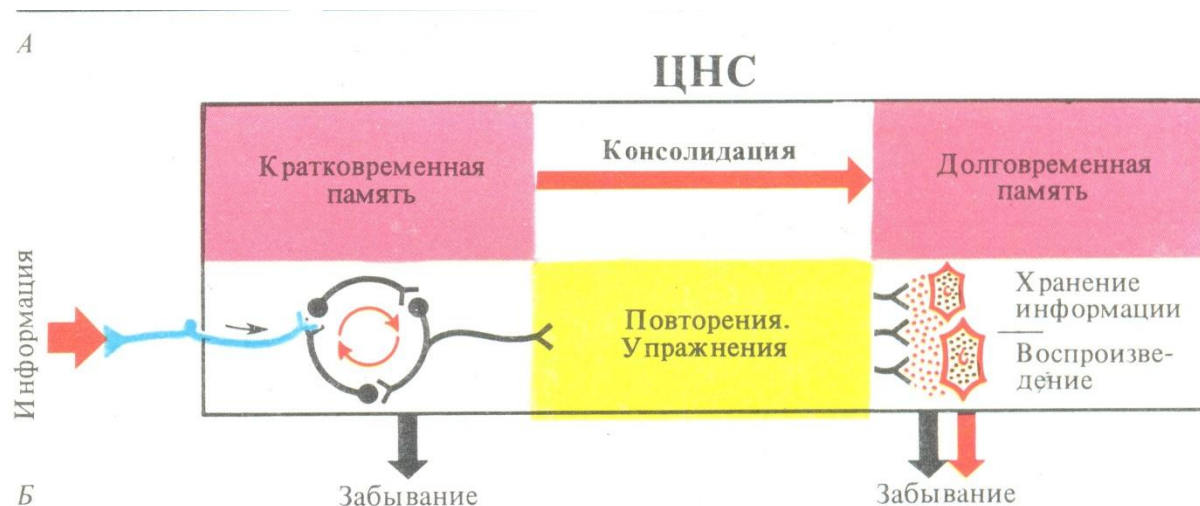 А
ЦНС
Кратковременная
память
Консолидация
Долговременная
память
Информация
Повторения.
Упражнения
Хранение
информации
Воспроизве-
дение
Забывание
Забывание
Б